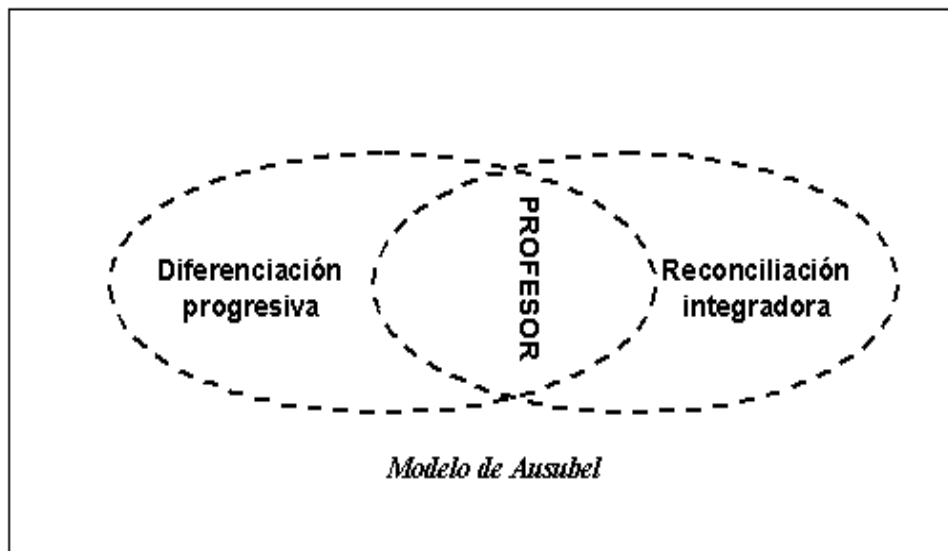 Diferenciación
progresiva
PROFESOR
Reconciliación
integradora
Modelo de Ausubel